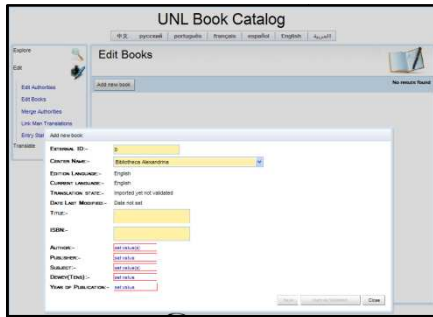 UNL Book Catalog
中文 русский português français español English العربية
Explore
Edit
Edit Authorities
Edit Books
Merge Authorities
Link Main Translations
Entry Stat
Translate
Edit Books
Add new book
No results found
Add new book
External ID:- 0
Center Name:- Bibliotheca Alexandrina
Edition Language:- English
Current language:- English
Translation state:- Imported yet not validated
Date Last Modified:- Date not set
Title:-
ISBN:-
Author:- set value(s)
Publisher:- set value
Subject:- set value(s)
Dewey(Tens):- set value
Year of Publication:- set value
Close